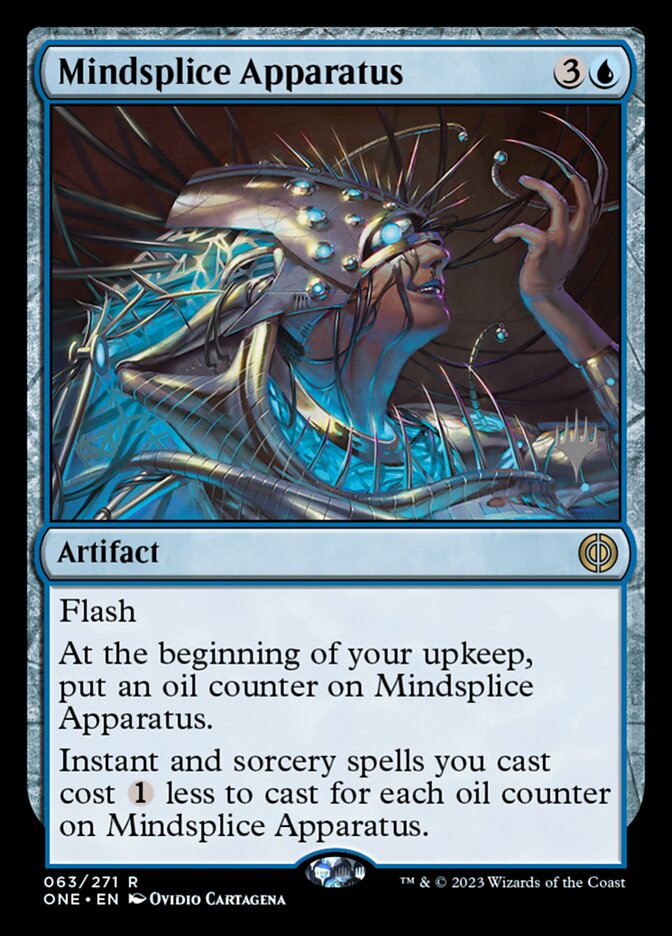 Mindsplice Apparatus 3
Artifact
Flash
At the beginning of your upkeep,
put an oil counter on Mindsplice
Apparatus.
Instant and sorcery spells you cast
cost 1 less to cast for each oil counter
on Mindsplice Apparatus.
063/271 R
ONE • EN Ovidio Cartagena
™ & © 2023 Wizards of the Coast